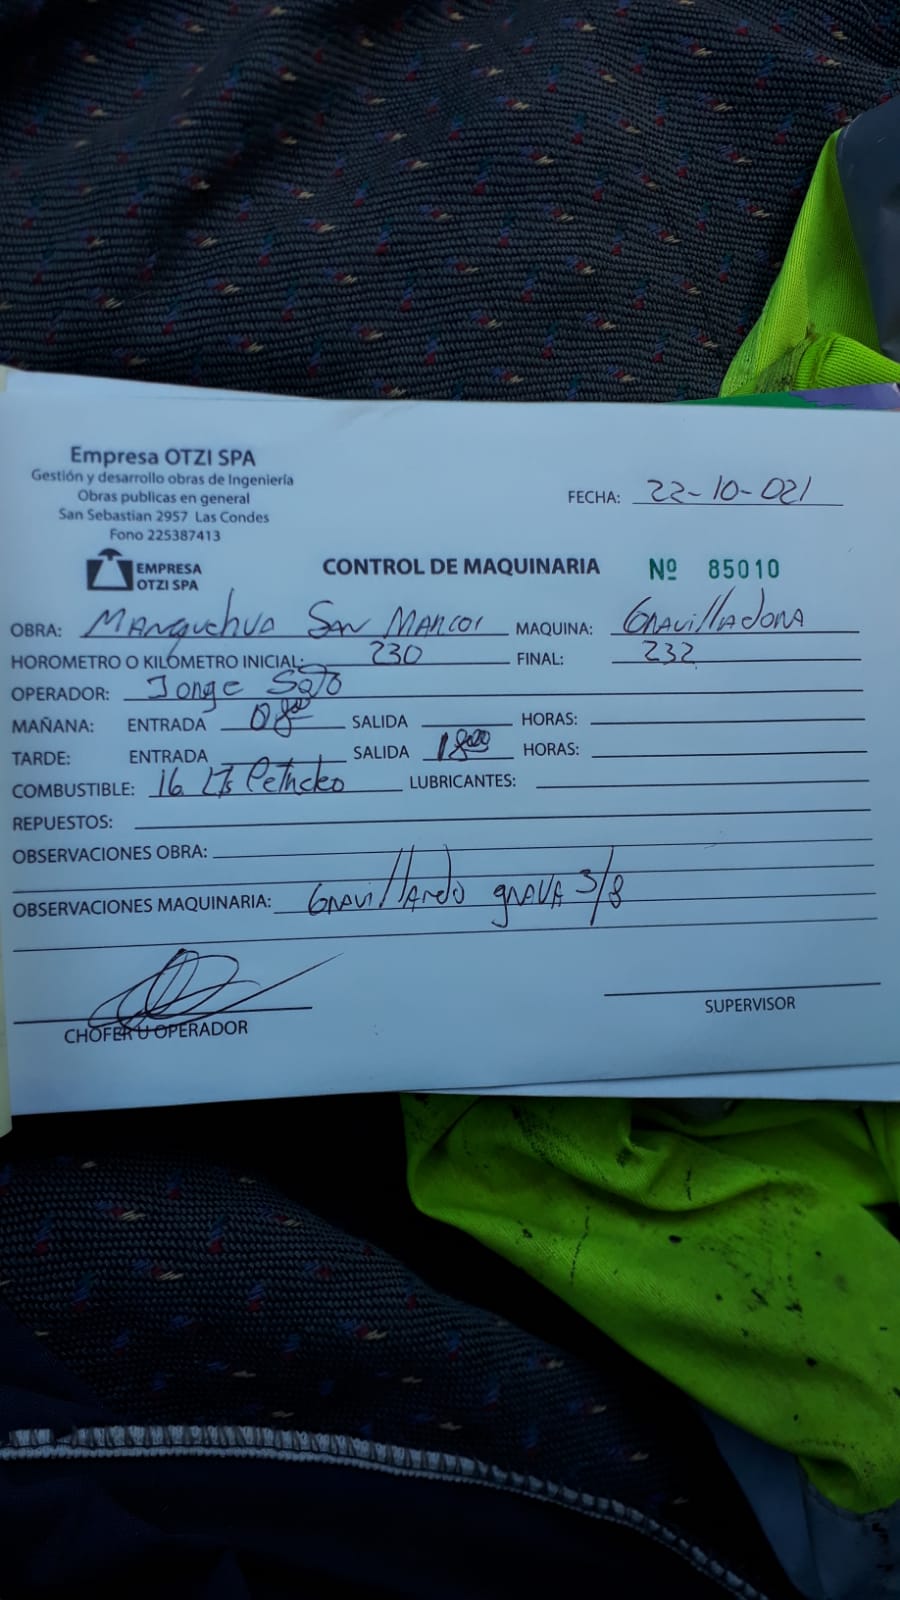 Empresa OTZI SPA
Gestión y desarrollo obras de Ingeniería
Obras publicas en general
San Sebastian 2957 Las Condes
Fono 225387413
EMPRESA
OTZI SPA
FECHA: 22-10-021
CONTROL DE MAQUINARIA Nº 85010
OBRA: Manquehua San Marcos MAQUINA: Gravilladora
HOROMETRO O KILÓMETRO INICIAL: 230 FINAL: 232
OPERADOR: Jorge Soto
MAÑANA: ENTRADA 08:00 SALIDA HORAS:
TARDE: ENTRADA SALIDA 18:00 HORAS:
COMBUSTIBLE: 16 Lts Petroleo LUBRICANTES:
REPUESTOS:
OBSERVACIONES OBRA:
OBSERVACIONES MAQUINARIA: Gravillando grava 3/8
CHOFER U OPERADOR
SUPERVISOR